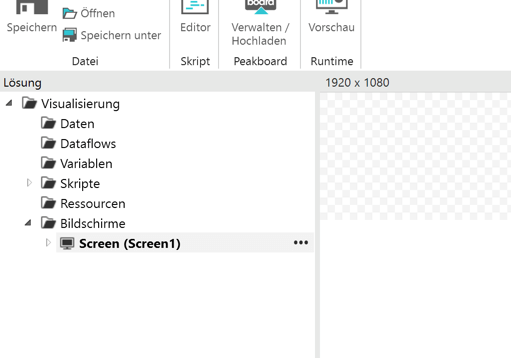 board
Öffnen
Speichern
Speichern unter
Editor
Verwalten /
Hochladen
Vorschau
Datei
Skript
Peakboard
Runtime
Lösung
1920 x 1080
Visualisierung
Daten
Dataflows
Variablen
Skripte
Ressourcen
Bildschirme
Screen (Screen1)